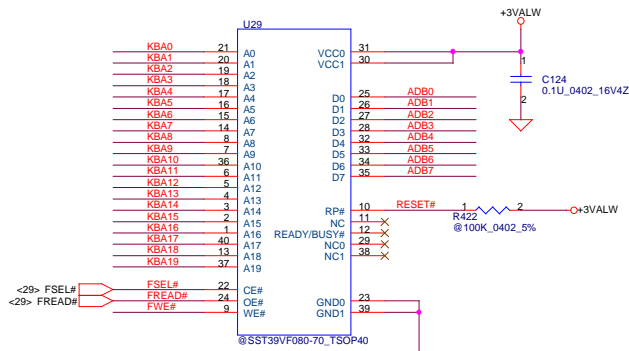 U29
+3VALW
KBA0 21 A0 VCC0 31
KBA1 20 A1 VCC1 30
KBA2 19 A2
KBA3 18 A3
KBA4 17 A4 D0 25 ADB0
KBA5 16 A5 D1 26 ADB1
KBA6 15 A6 D2 27 ADB2
KBA7 14 A7 D3 28 ADB3
KBA8 8 A8 D4 32 ADB4
KBA9 7 A9 D5 33 ADB5
KBA10 36 A10 D6 34 ADB6
KBA11 6 A11 D7 35 ADB7
KBA12 5 A12
KBA13 4 A13
KBA14 3 A14 RP# 10 RESET# 1 2 +3VALW
KBA15 2 A15 NC 11
KBA16 1 A16 READY/BUSY# 12
KBA17 40 A17 NC0 29
KBA18 13 A18 NC1 38
KBA19 37 A19
1
C124
0.1U_0402_16V4Z
2
R422
@100K_0402_5%
<29> FSEL# FSEL# 22 CE# GND0 23
<29> FREAD# FREAD# 24 OE# GND1 39
FWE# 9 WE#
@SST39VF080-70_TSOP40